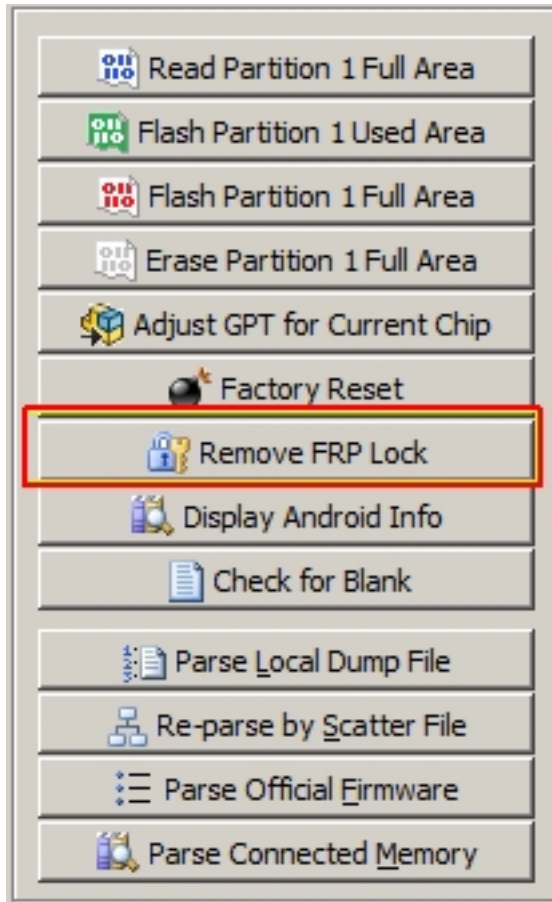 Read Partition 1 Full Area
Flash Partition 1 Used Area
Flash Partition 1 Full Area
Erase Partition 1 Full Area
Adjust GPT for Current Chip
Factory Reset
Remove FRP Lock
Display Android Info
Check for Blank
Parse Local Dump File
Re-parse by Scatter File
Parse Official Firmware
Parse Connected Memory